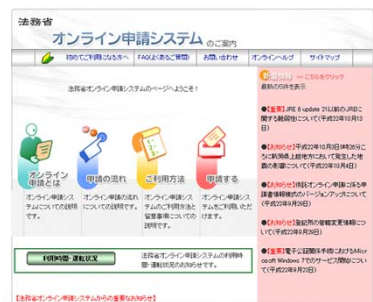 法務省
オンライン申請システム のご案内
初めてご利用になる方へ FAQ(よくあるご質問) お問い合わせ オンラインヘルプ サイトマップ
<< こちらをクリック
最新の5件を表示
法務省オンライン申請システムのページへようこそ!
●【重要】JRE 6 update 21以前のJREに
関する脆弱性について(平成22年10月13
日)
●【お知らせ】平成22年10月3日9時26分こ
ろに新潟県上越地方において発生した地
震の影響について(平成22年10月4日)
オンライン
申請とは
申請の流れ
ご利用方法
申請する
オンライン申請シス
テムについての説明
です。
オンライン申請の流れ
についての説明です。
オンライン申請シス
テムのご利用方法と
留意事項についての
説明です。
オンライン申請シス
テムをご利用いただ
けます。
●【お知らせ】供託オンライン申請に係る申
請書情報様式のバージョンアップについて
(平成22年9月29日)
●【お知らせ】登記所の管轄変更情報につ
いて(平成22年9月28日)
利用時間・運転状況
法務省オンライン申請システムの利用時
間・運転状況のお知らせです。
●【重要】電子公証関係手続におけるMicr
osoft Windows 7でのサービス開始につい
て(平成22年9月22日)
【法務省オンライン申請システムからの重要なお知らせ】